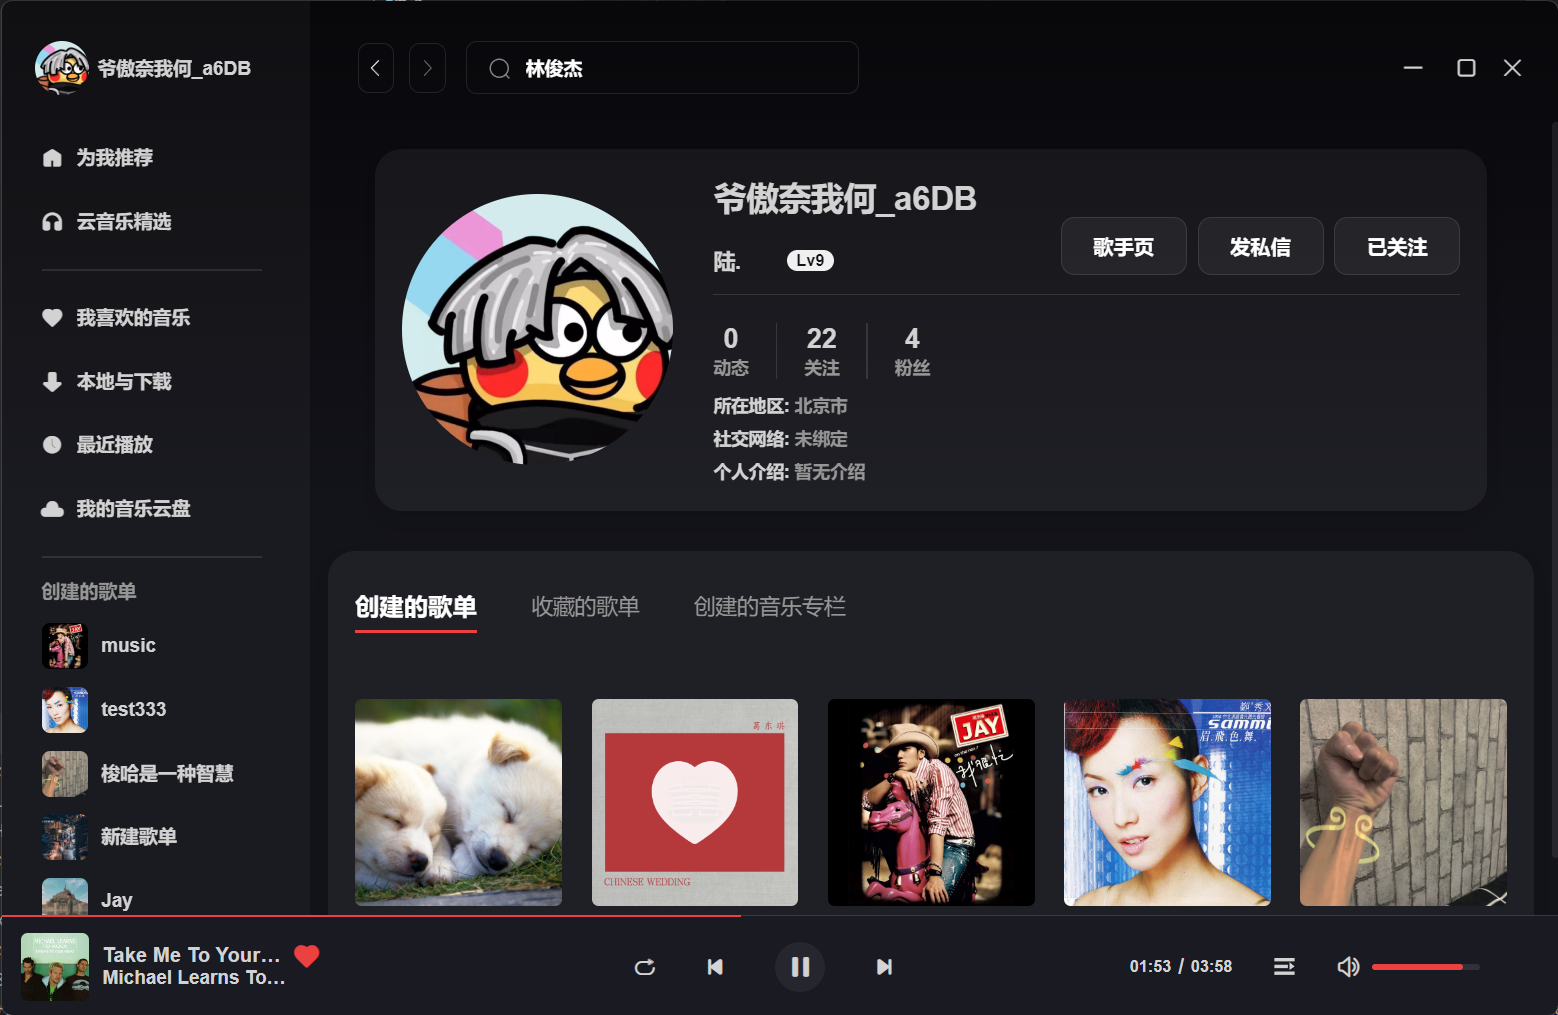 爷傲奈我何_a6DB
为我推荐
云音乐精选
我喜欢的音乐
本地与下载
最近播放
我的音乐云盘
创建的歌单
music
test333
梭哈是一种智慧
新建歌单
Jay
林俊杰
爷傲奈我何_a6DB
陆.
Lv9
歌手页
发私信
已关注
0
动态
22
关注
4
粉丝
所在地区: 北京市
社交网络: 未绑定
个人介绍: 暂无介绍
创建的歌单
收藏的歌单
创建的音乐专栏
葛东琪
CHINESE WEDDING
JAY
我很忙
郑秀文
sammi
眉.飛.色.舞.
Take Me To Your...
Michael Learns To...
01:53 / 03:58